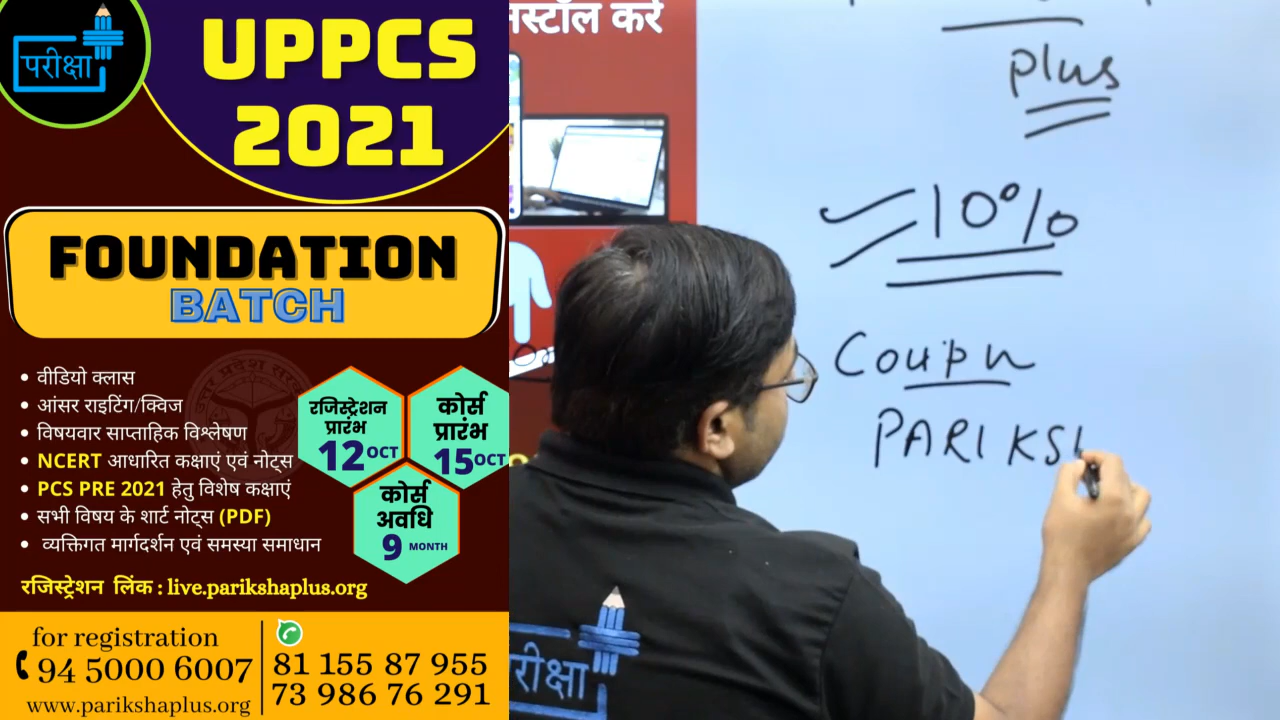 परीक्षा
UPPCS
2021
FOUNDATION
BATCH
वीडियो क्लास
आंसर राइटिंग/क्विज
विषयवार साप्ताहिक विश्लेषण
NCERT आधारित कक्षाएं एवं नोट्स
PCS PRE 2021 हेतु विशेष कक्षाएं
सभी विषय के शार्ट नोट्स (PDF)
व्यक्तिगत मार्गदर्शन एवं समस्या समाधान
रजिस्ट्रेशन
प्रारंभ
12 OCT
कोर्स
प्रारंभ
15 OCT
कोर्स
अवधि
9 MONTH
रजिस्ट्रेशन लिंक : live.parikshaplus.org
for registration
94 5000 6007
www.parikshaplus.org
81 155 87 955
73 986 76 291
करें
plus
10%
Coupn
PARIKSH